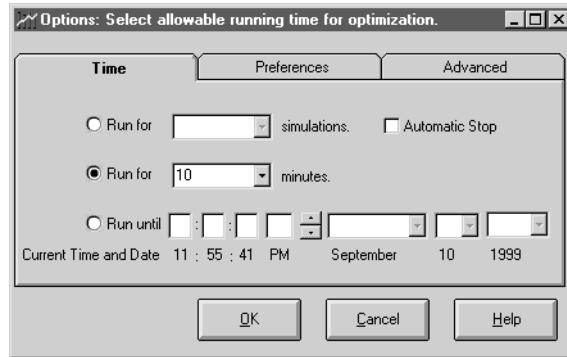 Options: Select allowable running time for optimization.
Time Preferences Advanced
Run for simulations. Automatic Stop
Run for 10 minutes.
Run until : :
Current Time and Date 11 : 55 : 41 PM September 10 1999
OK Cancel Help